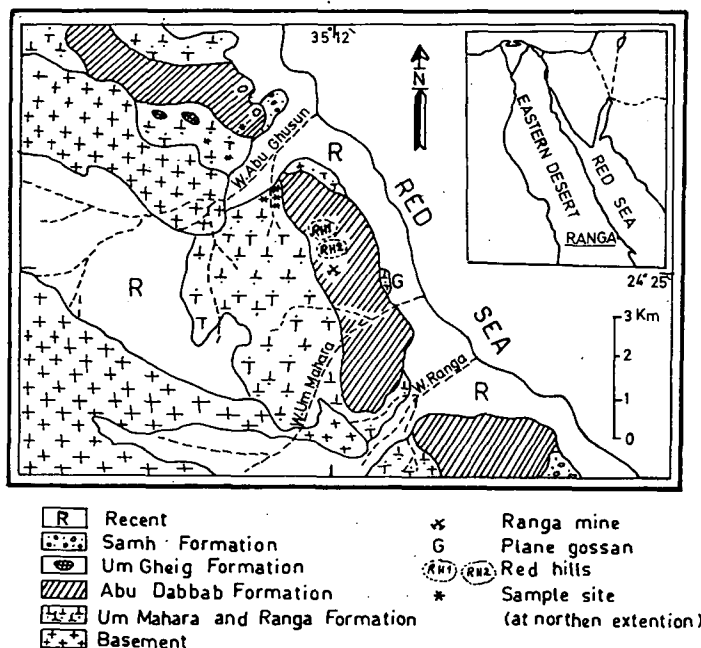 35°12'
N
W.Abu Ghusun
R
RED
SEA
RH1
RH2
G
R
W.Um Mahara
W.Ranga
R
EASTERN DESERT
RED SEA
RANGA
24°25'
3 Km
2
1
0
R Recent
Samh Formation
Um Gheig Formation
Abu Dabbab Formation
Um Mahara and Ranga Formation
Basement
Ranga mine
G Plane gossan
RH1 RH2 Red hills
* Sample site
(at northen extention)